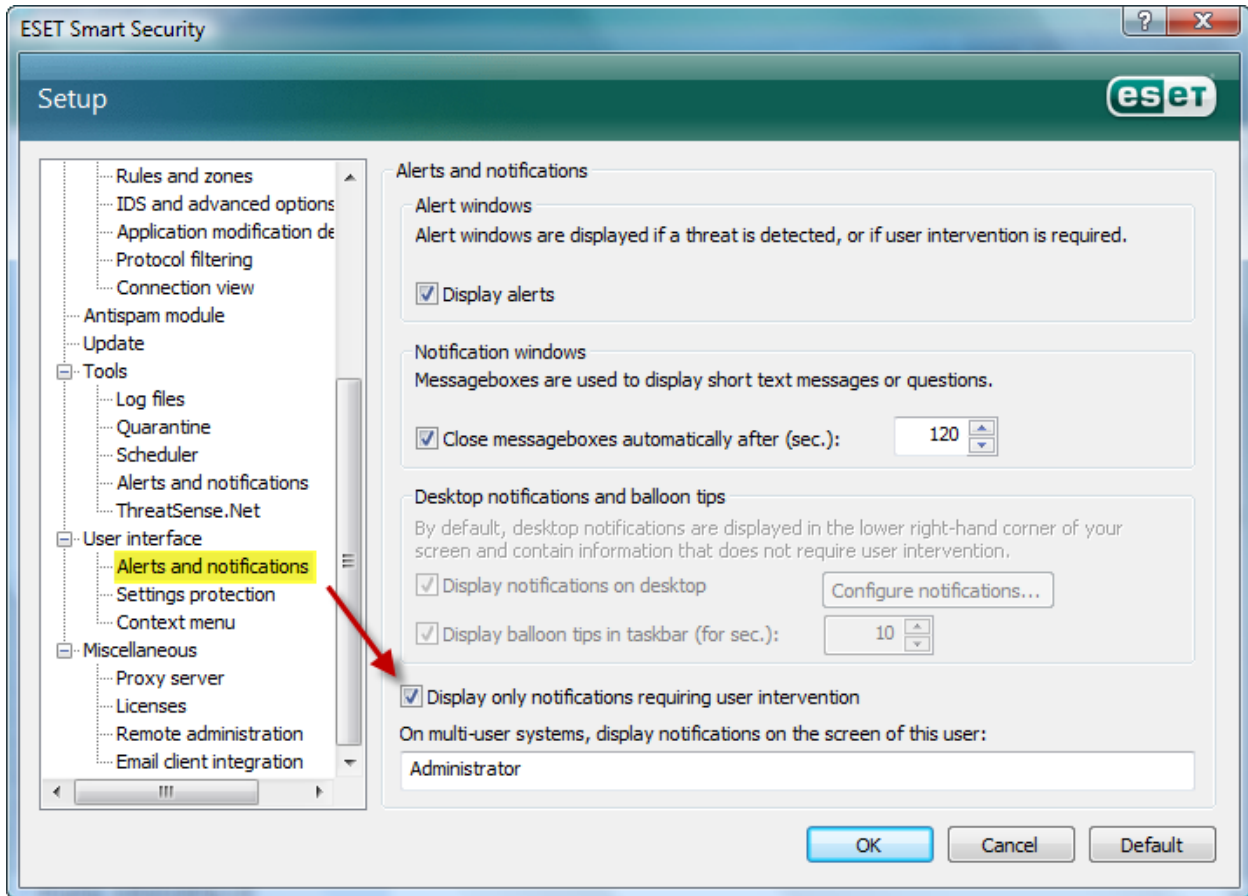 ESET Smart Security
Setup
eseT
Rules and zones
IDS and advanced options
Application modification de
Protocol filtering
Connection view
Antispam module
Update
Tools
Log files
Quarantine
Scheduler
Alerts and notifications
ThreatSense.Net
User interface
Alerts and notifications
Settings protection
Context menu
Miscellaneous
Proxy server
Licenses
Remote administration
Email client integration
Alerts and notifications
Alert windows
Alert windows are displayed if a threat is detected, or if user intervention is required.
Display alerts
Notification windows
Messageboxes are used to display short text messages or questions.
Close messageboxes automatically after (sec.): 120
Desktop notifications and balloon tips
By default, desktop notifications are displayed in the lower right-hand corner of your
screen and contain information that does not require user intervention.
Display notifications on desktop Configure notifications...
Display balloon tips in taskbar (for sec.): 10
Display only notifications requiring user intervention
On multi-user systems, display notifications on the screen of this user:
Administrator
OK Cancel Default